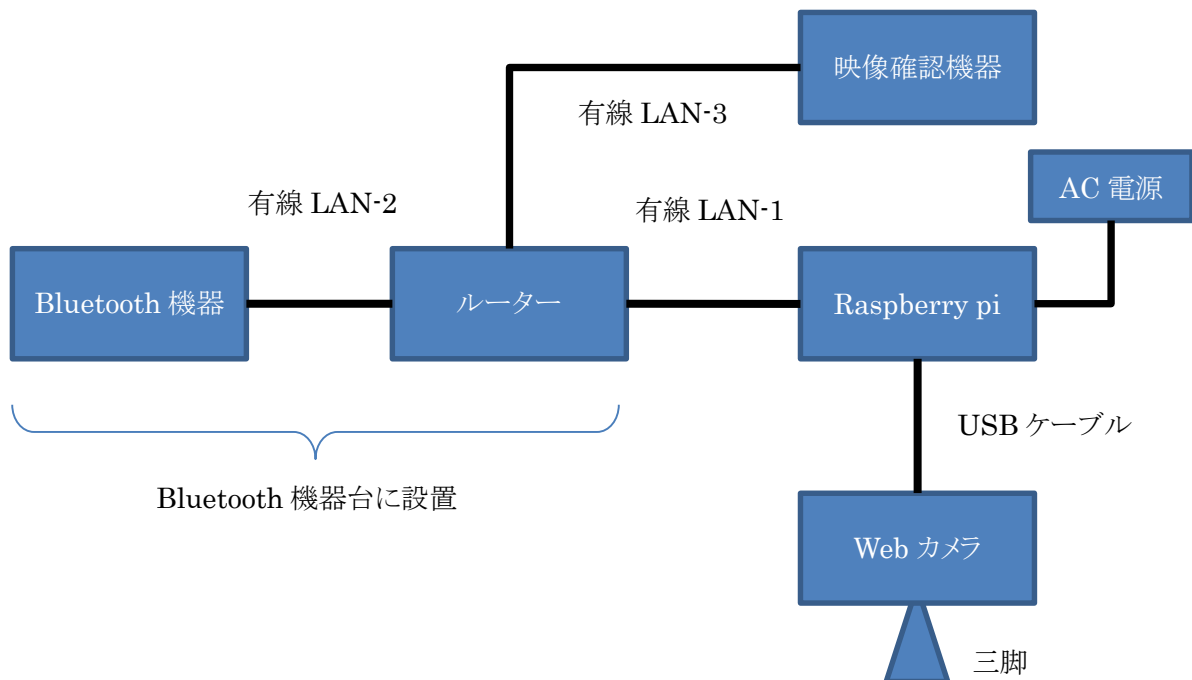 映像確認機器
有線 LAN-3
AC 電源
有線 LAN-2
有線 LAN-1
Bluetooth 機器
ルーター
Raspberry pi
USB ケーブル
Bluetooth 機器台に設置
Web カメラ
三脚